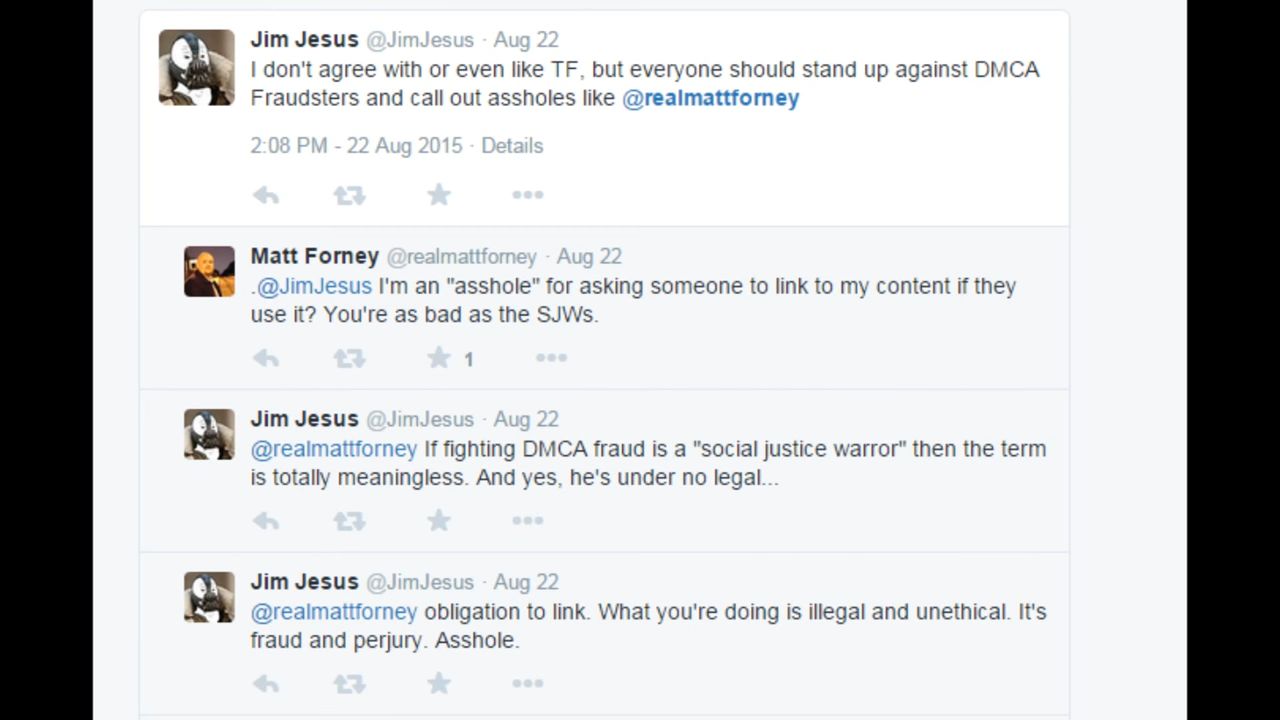 Jim Jesus @JimJesus · Aug 22
I don't agree with or even like TF, but everyone should stand up against DMCA
Fraudsters and call out assholes like @realmattforney
2:08 PM - 22 Aug 2015 · Details
Matt Forney @realmattforney · Aug 22
.@JimJesus I'm an "asshole" for asking someone to link to my content if they
use it? You're as bad as the SJWs.
1
Jim Jesus @JimJesus · Aug 22
@realmattforney If fighting DMCA fraud is a "social justice warror" then the term
is totally meaningless. And yes, he's under no legal...
Jim Jesus @JimJesus · Aug 22
@realmattforney obligation to link. What you're doing is illegal and unethical. It's
fraud and perjury. Asshole.